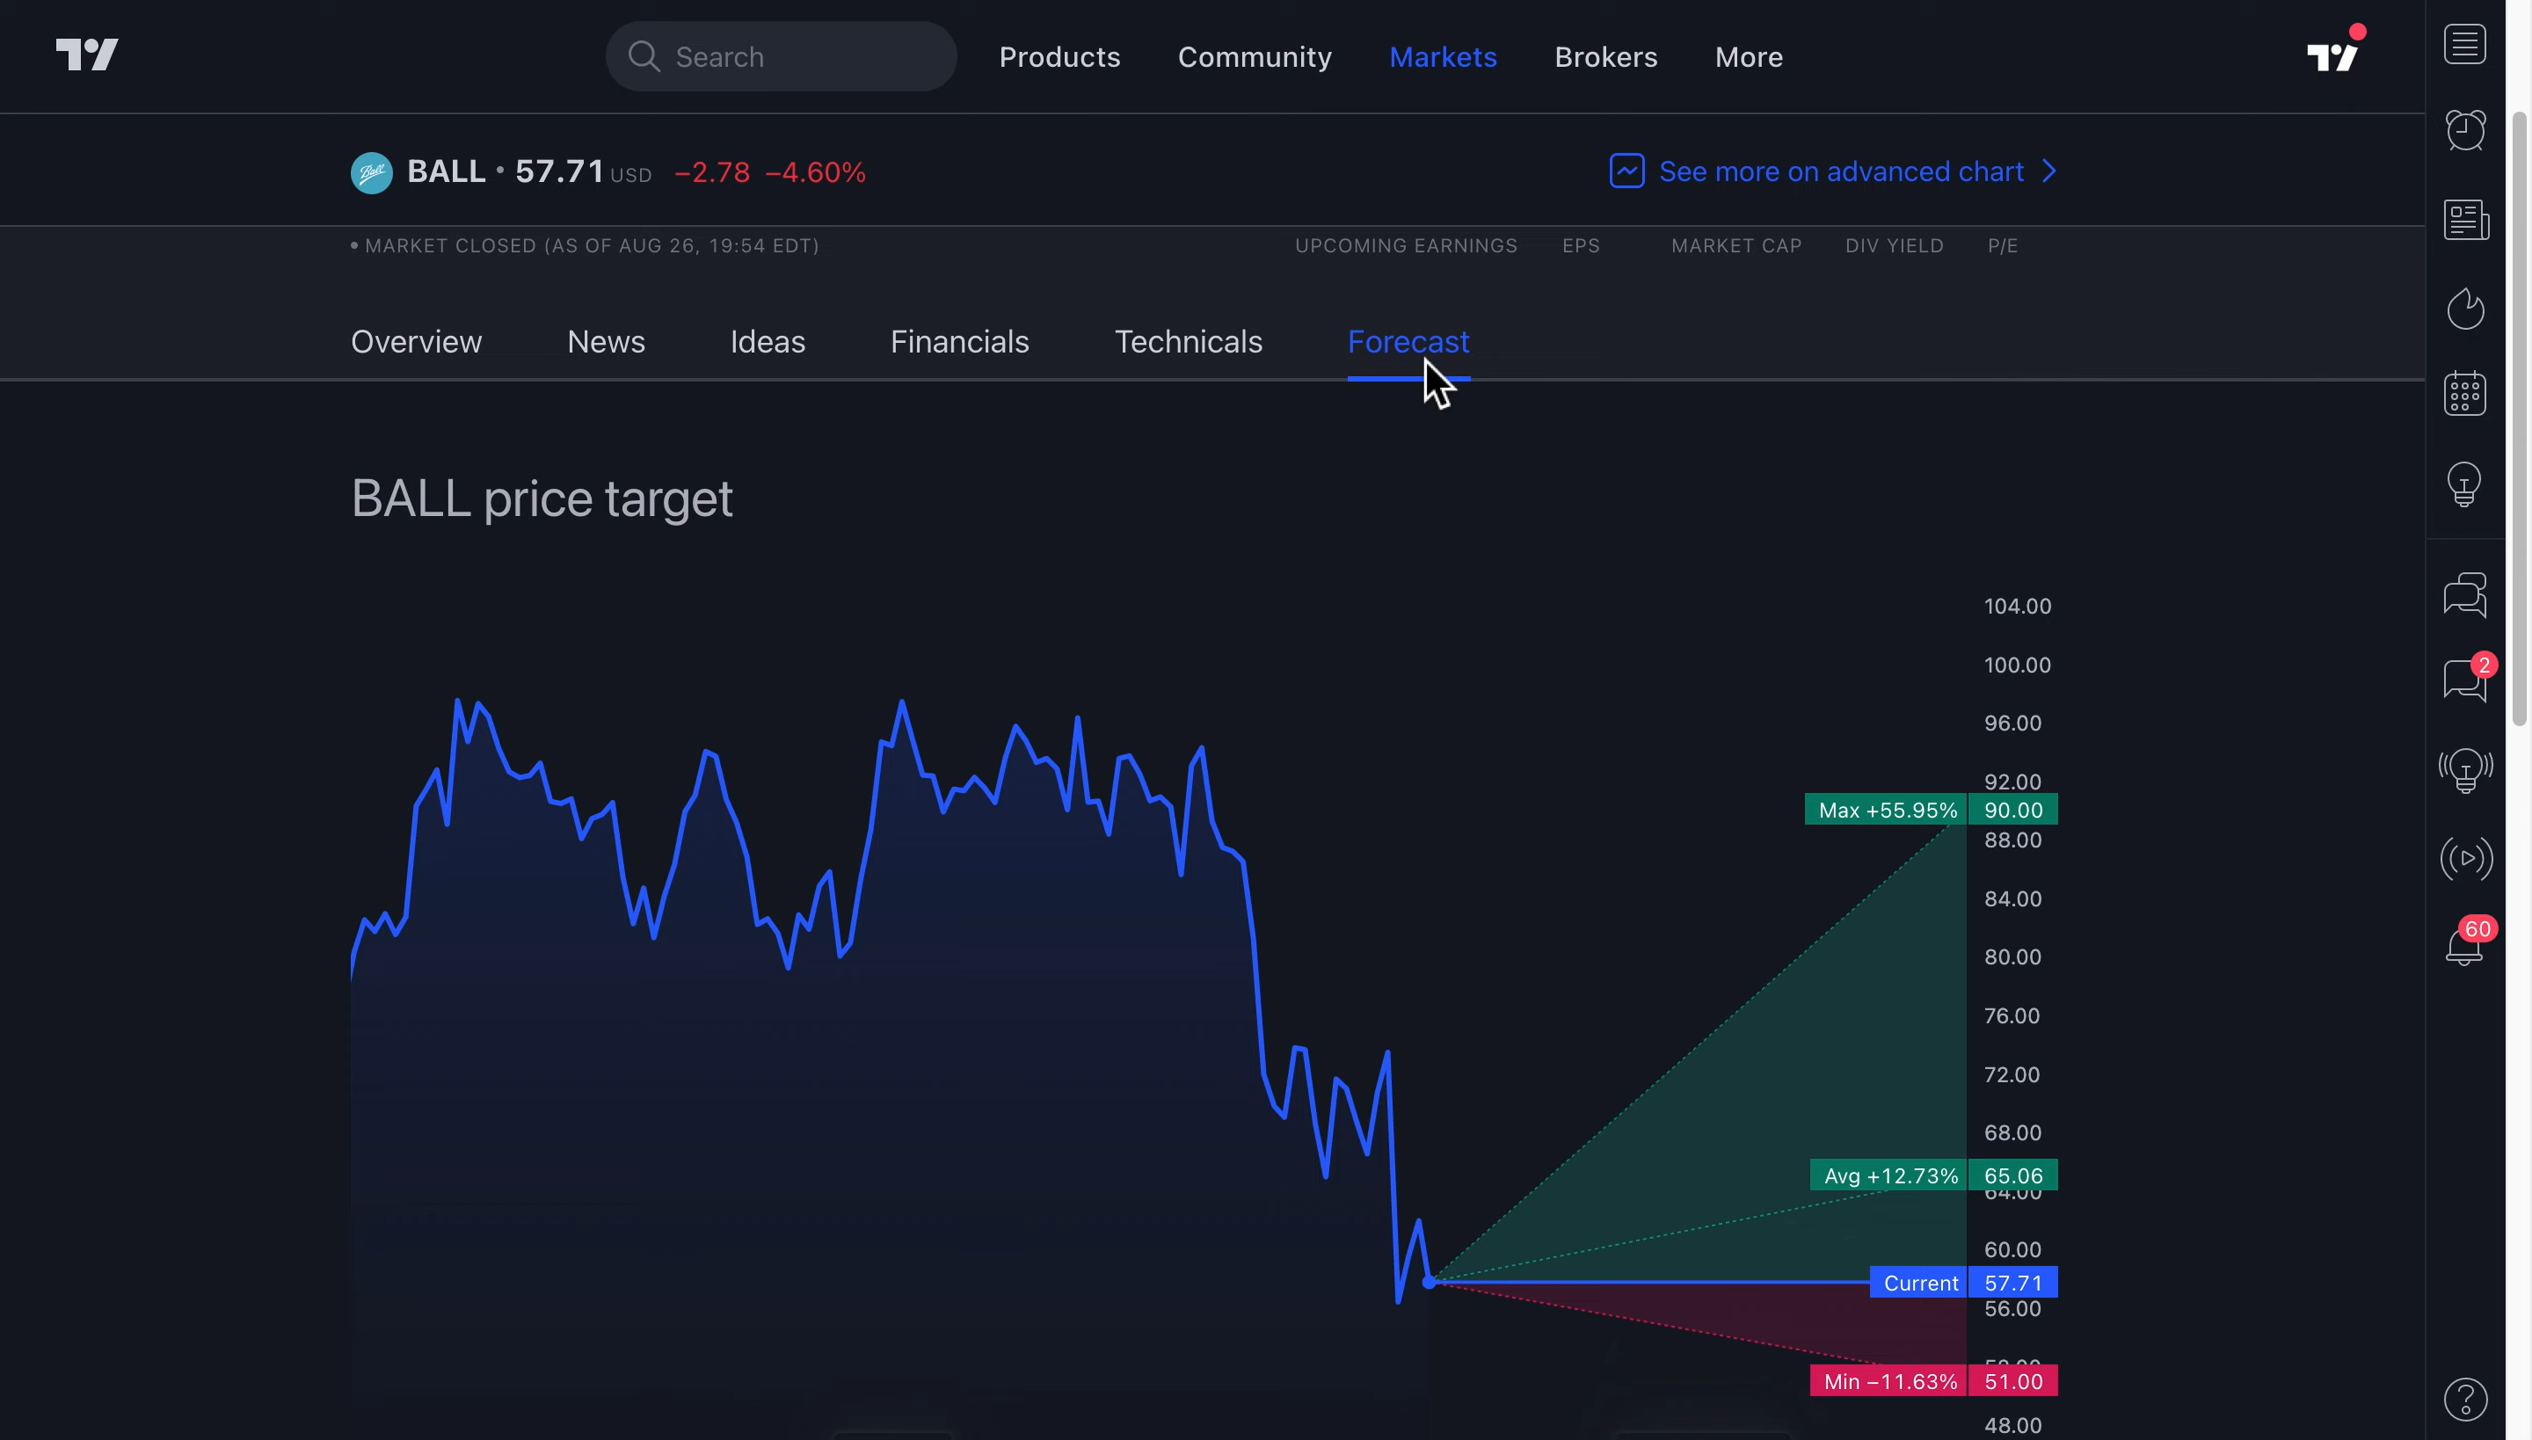 Search
Products
Community
Markets
Brokers
More
Ball
BALL • 57.71 USD −2.78 −4.60%
See more on advanced chart
• MARKET CLOSED (AS OF AUG 26, 19:54 EDT)
UPCOMING EARNINGS
EPS
MARKET CAP
DIV YIELD
P/E
Overview
News
Ideas
Financials
Technicals
Forecast
BALL price target
104.00
100.00
96.00
92.00
Max +55.95% 90.00
88.00
84.00
80.00
76.00
72.00
68.00
Avg +12.73% 65.06
64.00
60.00
Current 57.71
56.00
Min −11.63% 51.00
48.00
2
60